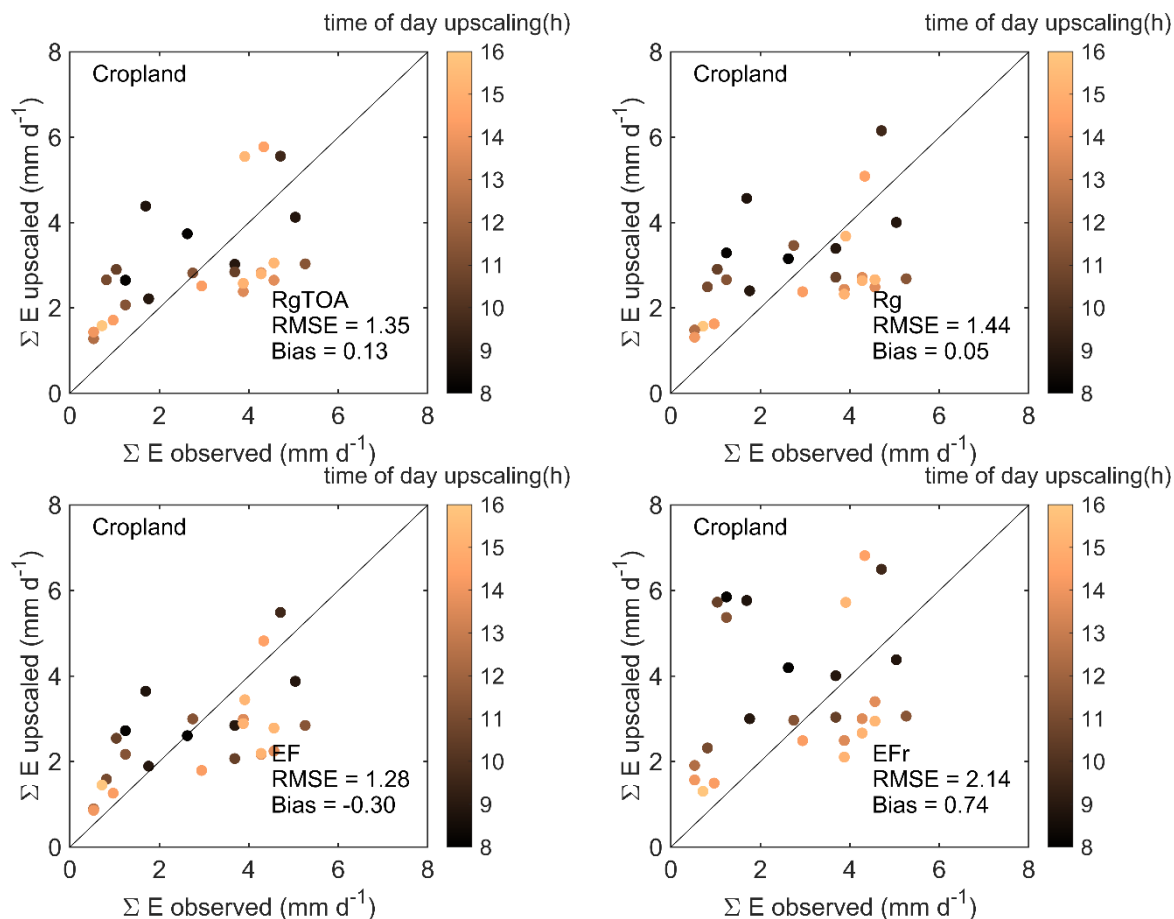 time of day upscaling(h)
Cropland
RgTOA
RMSE = 1.35
Bias = 0.13
Σ E upscaled (mm d⁻¹)
8
6
4
2
0
0 2 4 6 8
Σ E observed (mm d⁻¹)
16
15
14
13
12
11
10
9
8
time of day upscaling(h)
Cropland
Rg
RMSE = 1.44
Bias = 0.05
Σ E upscaled (mm d⁻¹)
8
6
4
2
0
0 2 4 6 8
Σ E observed (mm d⁻¹)
16
15
14
13
12
11
10
9
8
time of day upscaling(h)
Cropland
EF
RMSE = 1.28
Bias = -0.30
Σ E upscaled (mm d⁻¹)
8
6
4
2
0
0 2 4 6 8
Σ E observed (mm d⁻¹)
16
15
14
13
12
11
10
9
8
time of day upscaling(h)
Cropland
EFr
RMSE = 2.14
Bias = 0.74
Σ E upscaled (mm d⁻¹)
8
6
4
2
0
0 2 4 6 8
Σ E observed (mm d⁻¹)
16
15
14
13
12
11
10
9
8